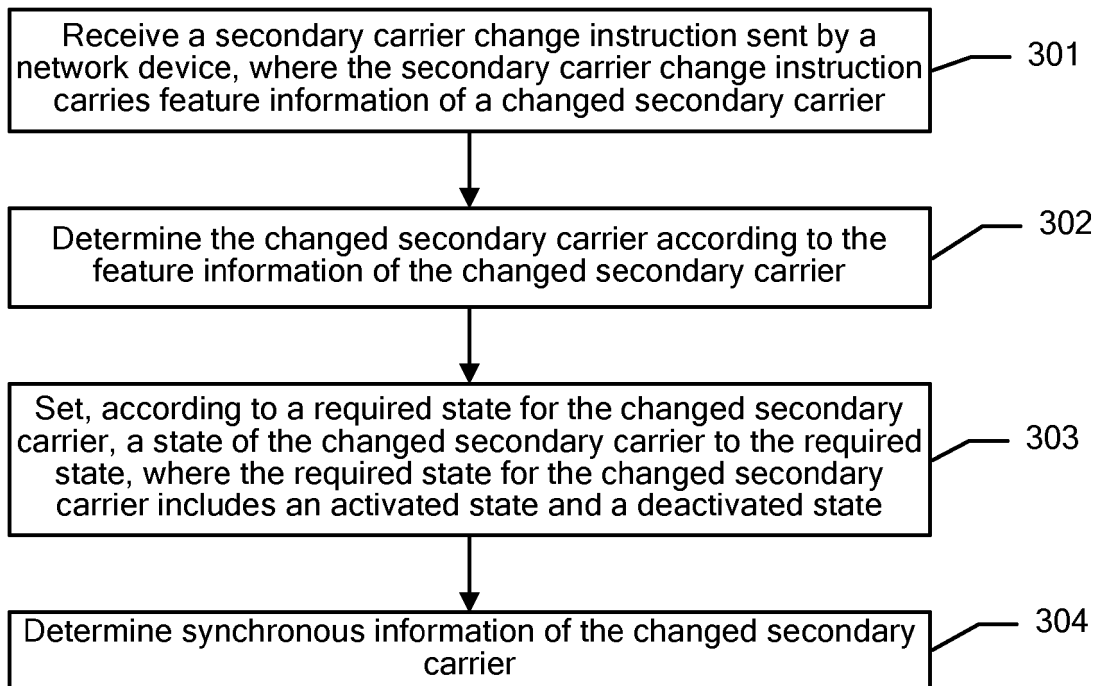 Receive a secondary carrier change instruction sent by a
network device, where the secondary carrier change instruction
carries feature information of a changed secondary carrier
301
Determine the changed secondary carrier according to the
feature information of the changed secondary carrier
302
Set, according to a required state for the changed secondary
carrier, a state of the changed secondary carrier to the required
state, where the required state for the changed secondary
carrier includes an activated state and a deactivated state
303
Determine synchronous information of the changed secondary
carrier
304